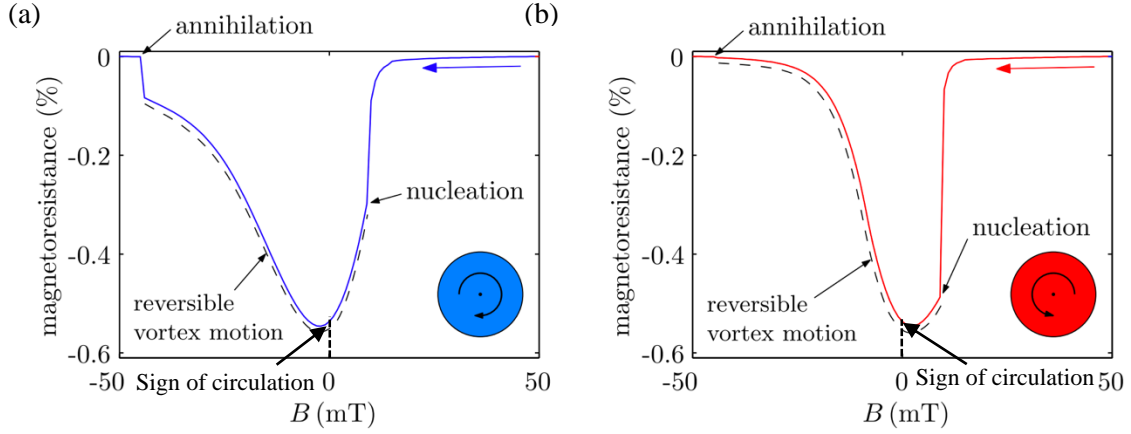 (a)
annihilation
0
-0.2
-0.4
-0.6
magnetoresistance (%)
nucleation
reversible
vortex motion
Sign of circulation
-50
0
50
B (mT)
(b)
annihilation
0
-0.2
-0.4
-0.6
magnetoresistance (%)
nucleation
reversible
vortex motion
Sign of circulation
-50
0
50
B (mT)